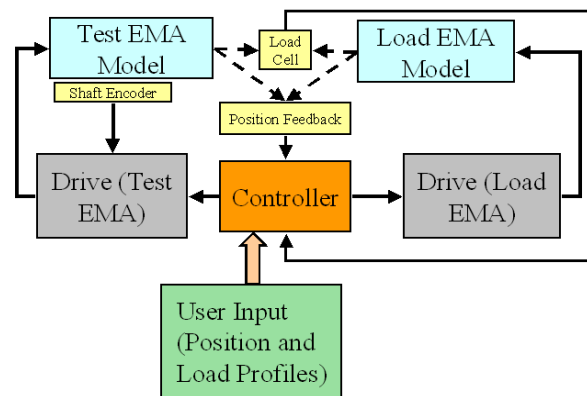 Test EMA
Model
Load
Cell
Load EMA
Model
Shaft Encoder
Position Feedback
Drive (Test
EMA)
Controller
Drive (Load
EMA)
User Input
(Position and
Load Profiles)